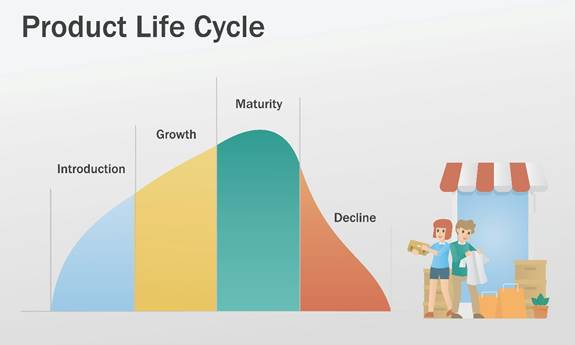 Product Life Cycle
Maturity
Growth
Introduction
Decline